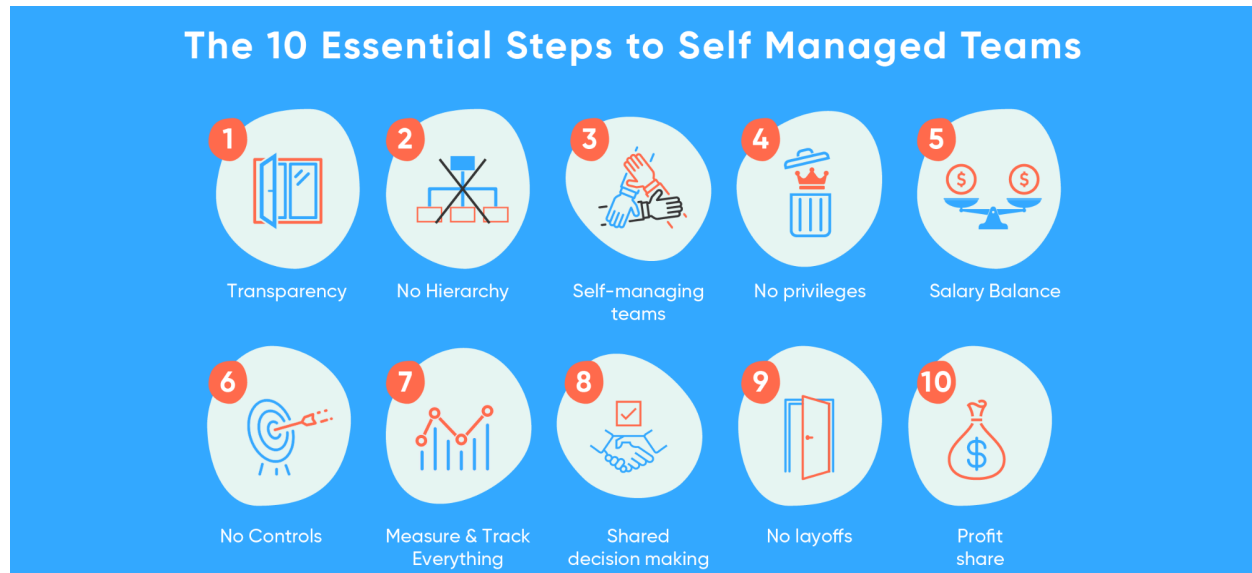 The 10 Essential Steps to Self Managed Teams
1
2
3
4
5
$ $
Transparency
No Hierarchy
Self-managing
teams
No privileges
Salary Balance
6
7
8
9
10
$
No Controls
Measure & Track
Everything
Shared
decision making
No layoffs
Profit
share